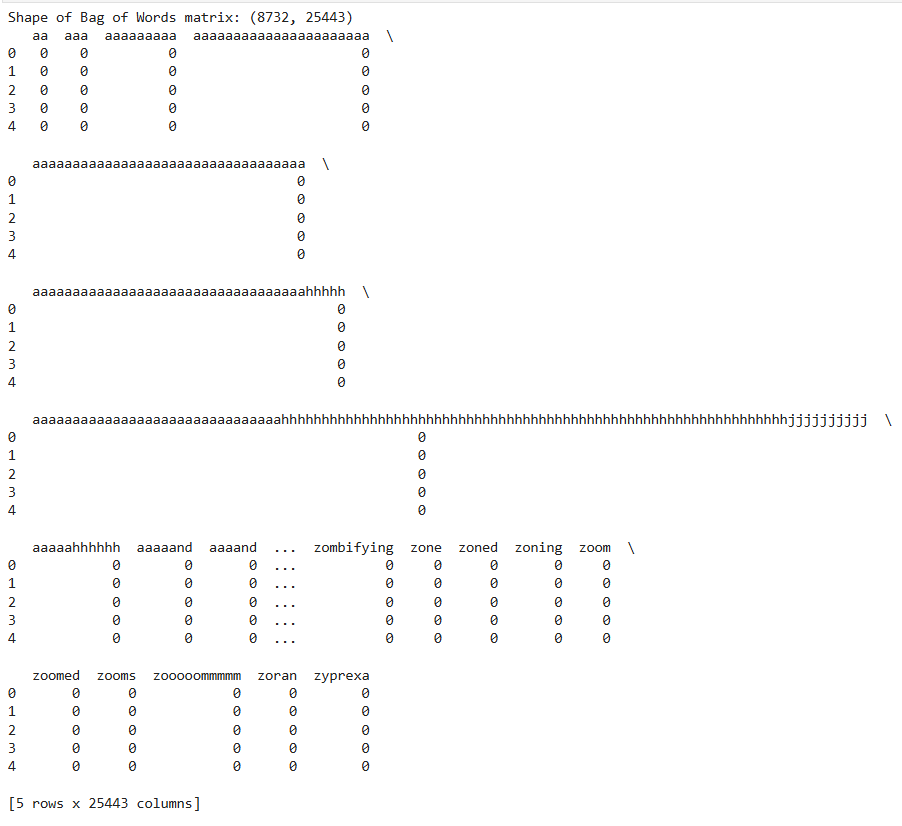 Shape of Bag of Words matrix: (8732, 25443)
aa aaa aaaaaaaaa aaaaaaaaaaaaaaaaaaaaaa \
0 0 0 0 0
1 0 0 0 0
2 0 0 0 0
3 0 0 0 0
4 0 0 0 0
aaaaaaaaaaaaaaaaaaaaaaaaaaaaaaaaaa \
0 0
1 0
2 0
3 0
4 0
aaaaaaaaaaaaaaaaaaaaaaaaaaaaaaaaaahhhhh \
0 0
1 0
2 0
3 0
4 0
aaaaaaaaaaaaaaaaaaaaaaaaaaaaaaahhhhhhhhhhhhhhhhhhhhhhhhhhhhhhhhhhhhhhhhhhhhhhhhhhhhhhhhhhhhhhhjjjjjjjjjj \
0 0
1 0
2 0
3 0
4 0
aaaaahhhhhh aaaaand aaaand ... zombifying zone zoned zoning zoom \
0 0 0 0 ... 0 0 0 0 0
1 0 0 0 ... 0 0 0 0 0
2 0 0 0 ... 0 0 0 0 0
3 0 0 0 ... 0 0 0 0 0
4 0 0 0 ... 0 0 0 0 0
zoomed zooms zooooommmmm zoran zyprexa
0 0 0 0 0 0
1 0 0 0 0 0
2 0 0 0 0 0
3 0 0 0 0 0
4 0 0 0 0 0
[5 rows x 25443 columns]